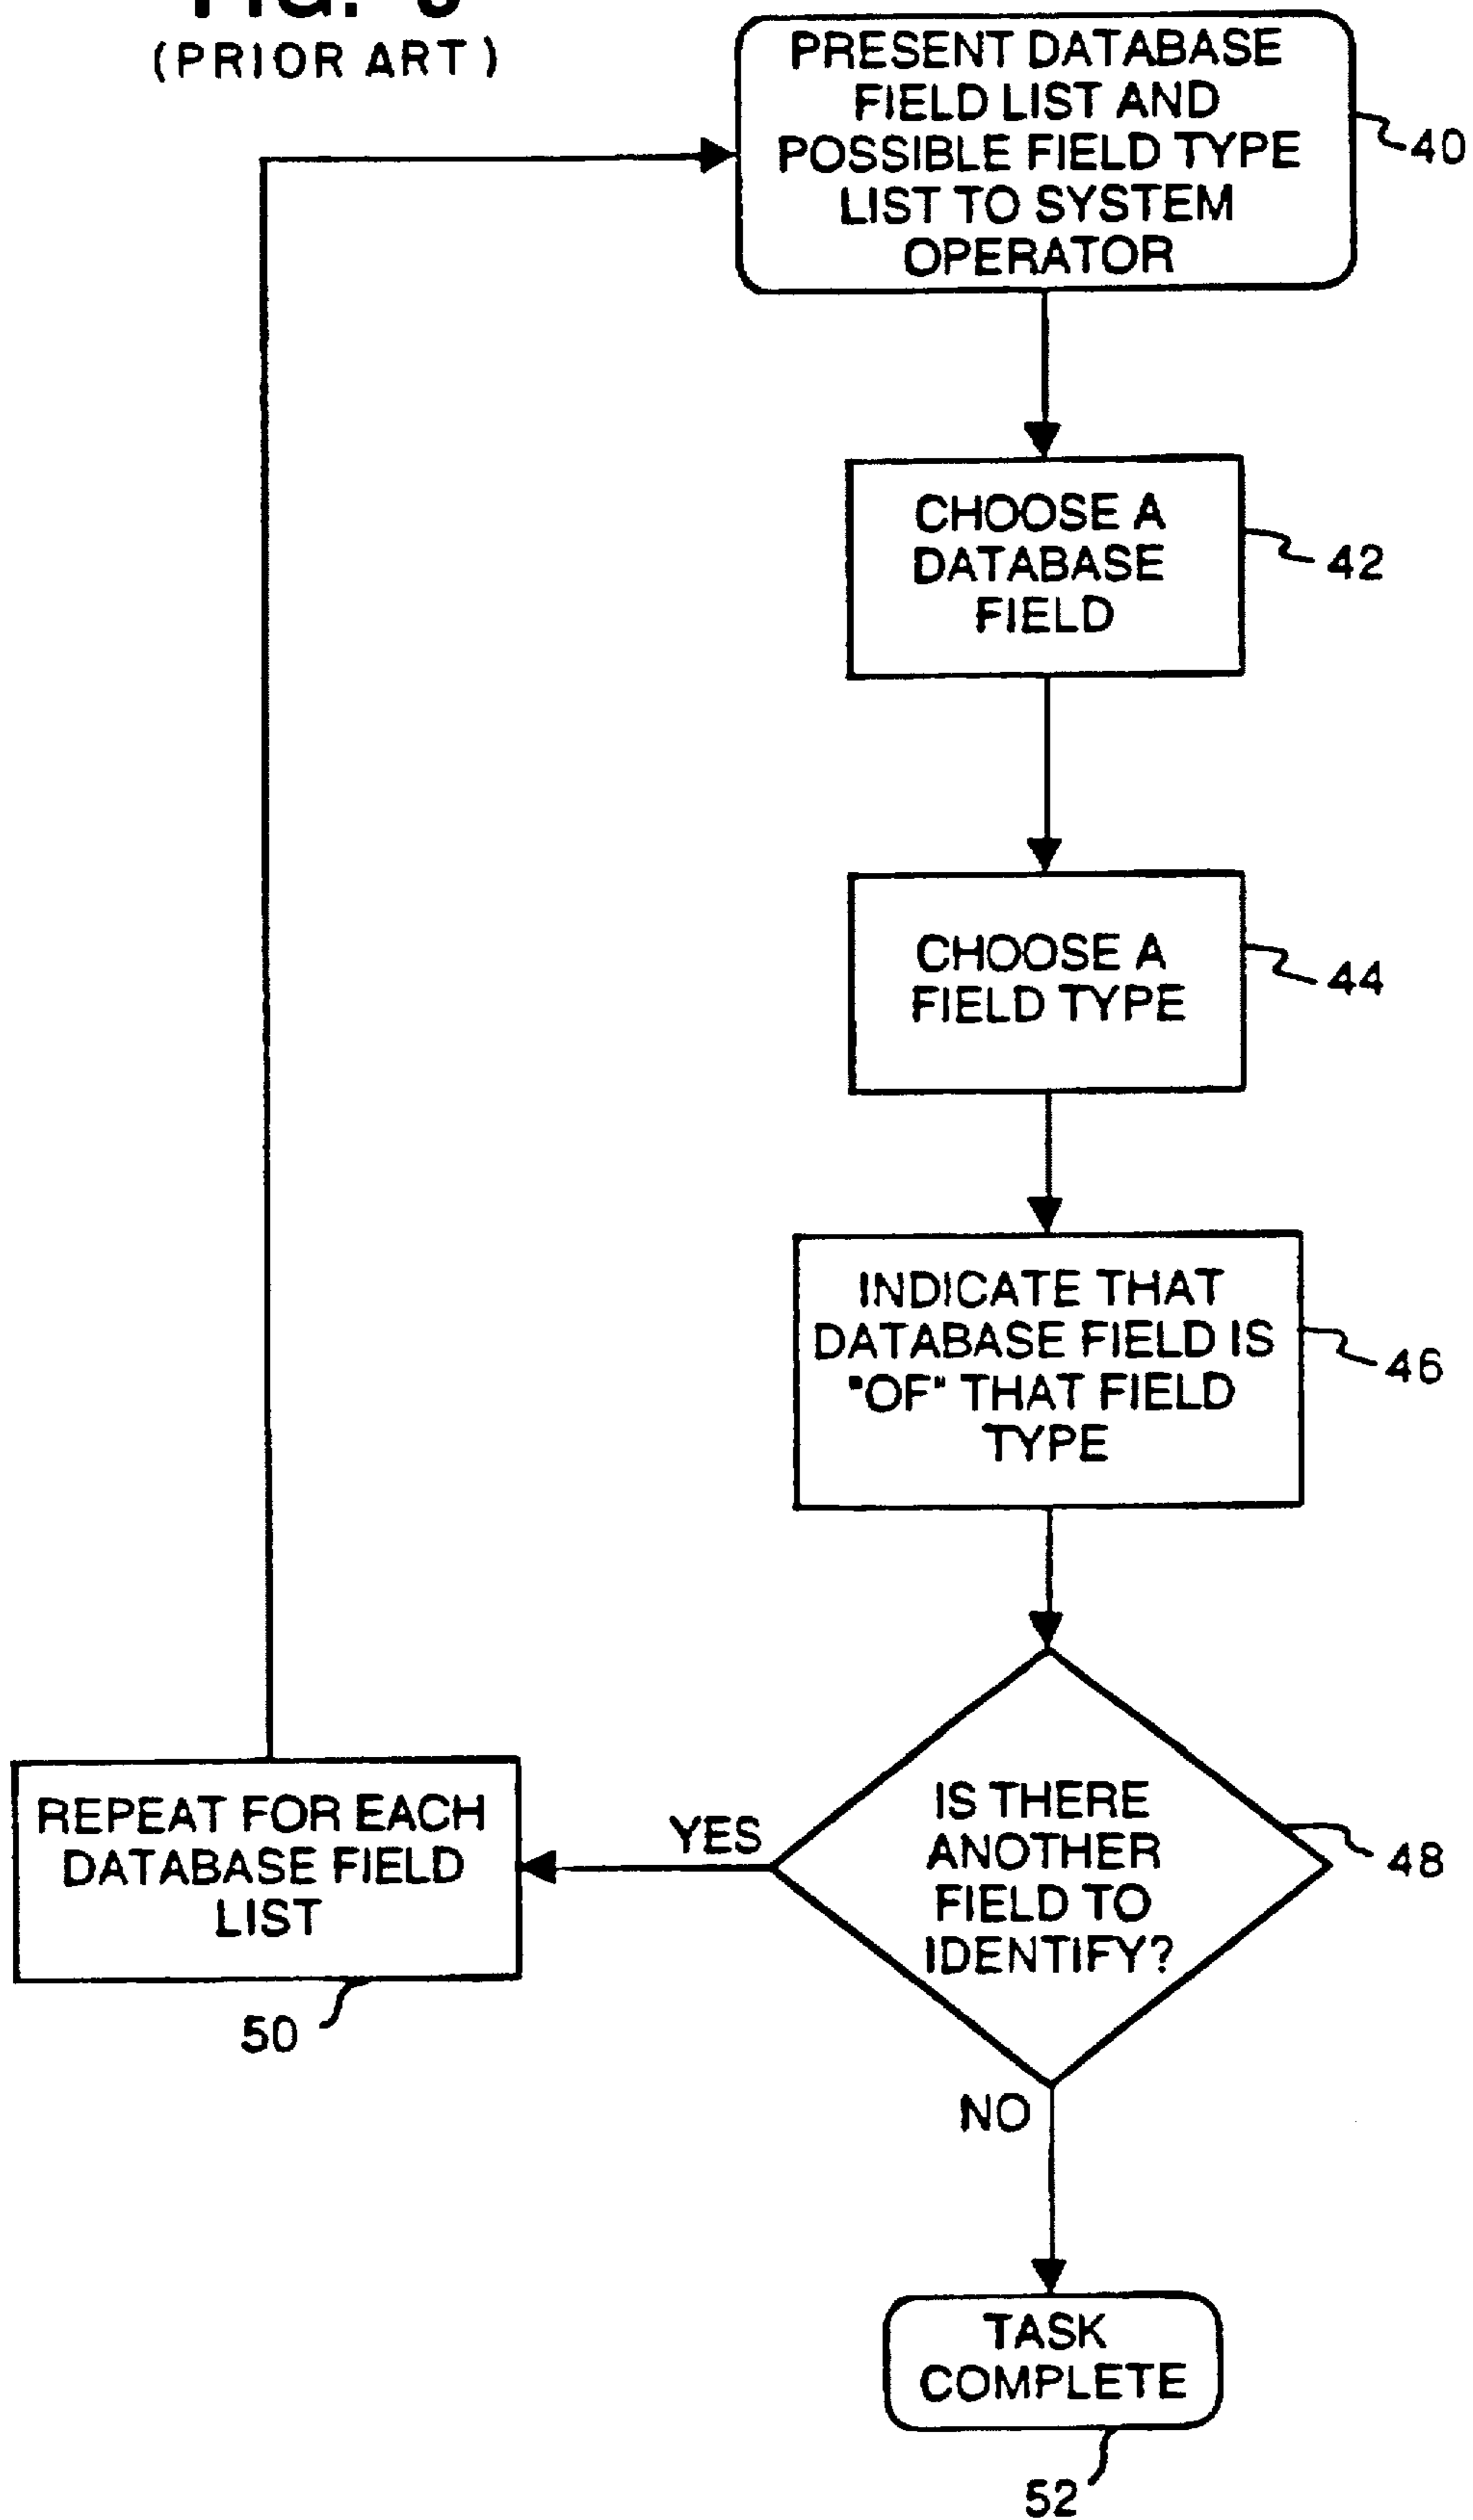 (PRIOR ART)
PRESENT DATABASE
FIELD LIST AND
POSSIBLE FIELD TYPE
LIST TO SYSTEM
OPERATOR
40
CHOOSE A
DATABASE
FIELD
42
CHOOSE A
FIELD TYPE
44
INDICATE THAT
DATABASE FIELD IS
"OF" THAT FIELD
TYPE
46
IS THERE
ANOTHER
FIELD TO
IDENTIFY?
48
YES
REPEAT FOR EACH
DATABASE FIELD
LIST
50
NO
TASK
COMPLETE
52